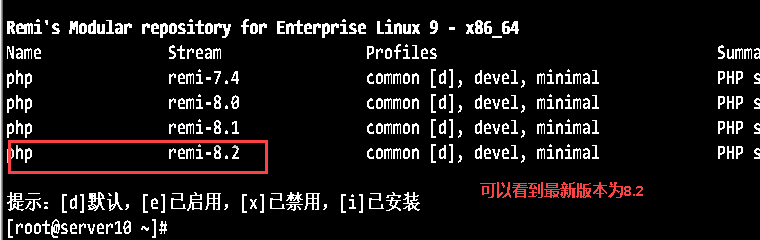 Remi's Modular repository for Enterprise Linux 9 - x86_64
Name Stream Profiles Summa
php remi-7.4 common [d], devel, minimal PHP s
php remi-8.0 common [d], devel, minimal PHP s
php remi-8.1 common [d], devel, minimal PHP s
php remi-8.2 common [d], devel, minimal PHP s
可以看到最新版本为8.2
提示：[d]默认，[e]已启用，[x]已禁用，[i]已安装
[root@server10 ~]#